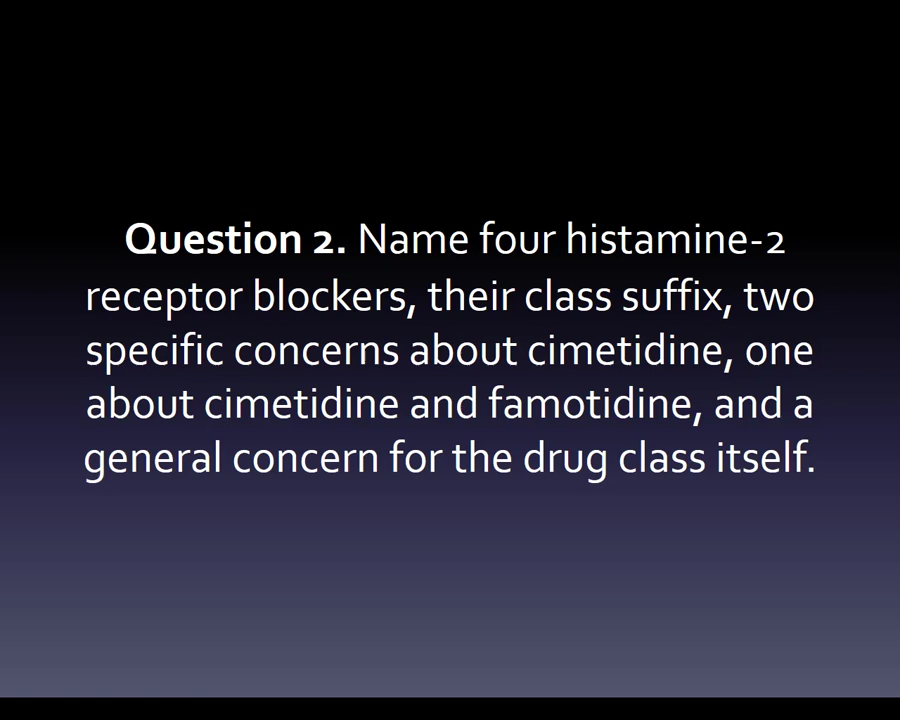 Question 2. Name four histamine-2
receptor blockers, their class suffix, two
specific concerns about cimetidine, one
about cimetidine and famotidine, and a
general concern for the drug class itself.